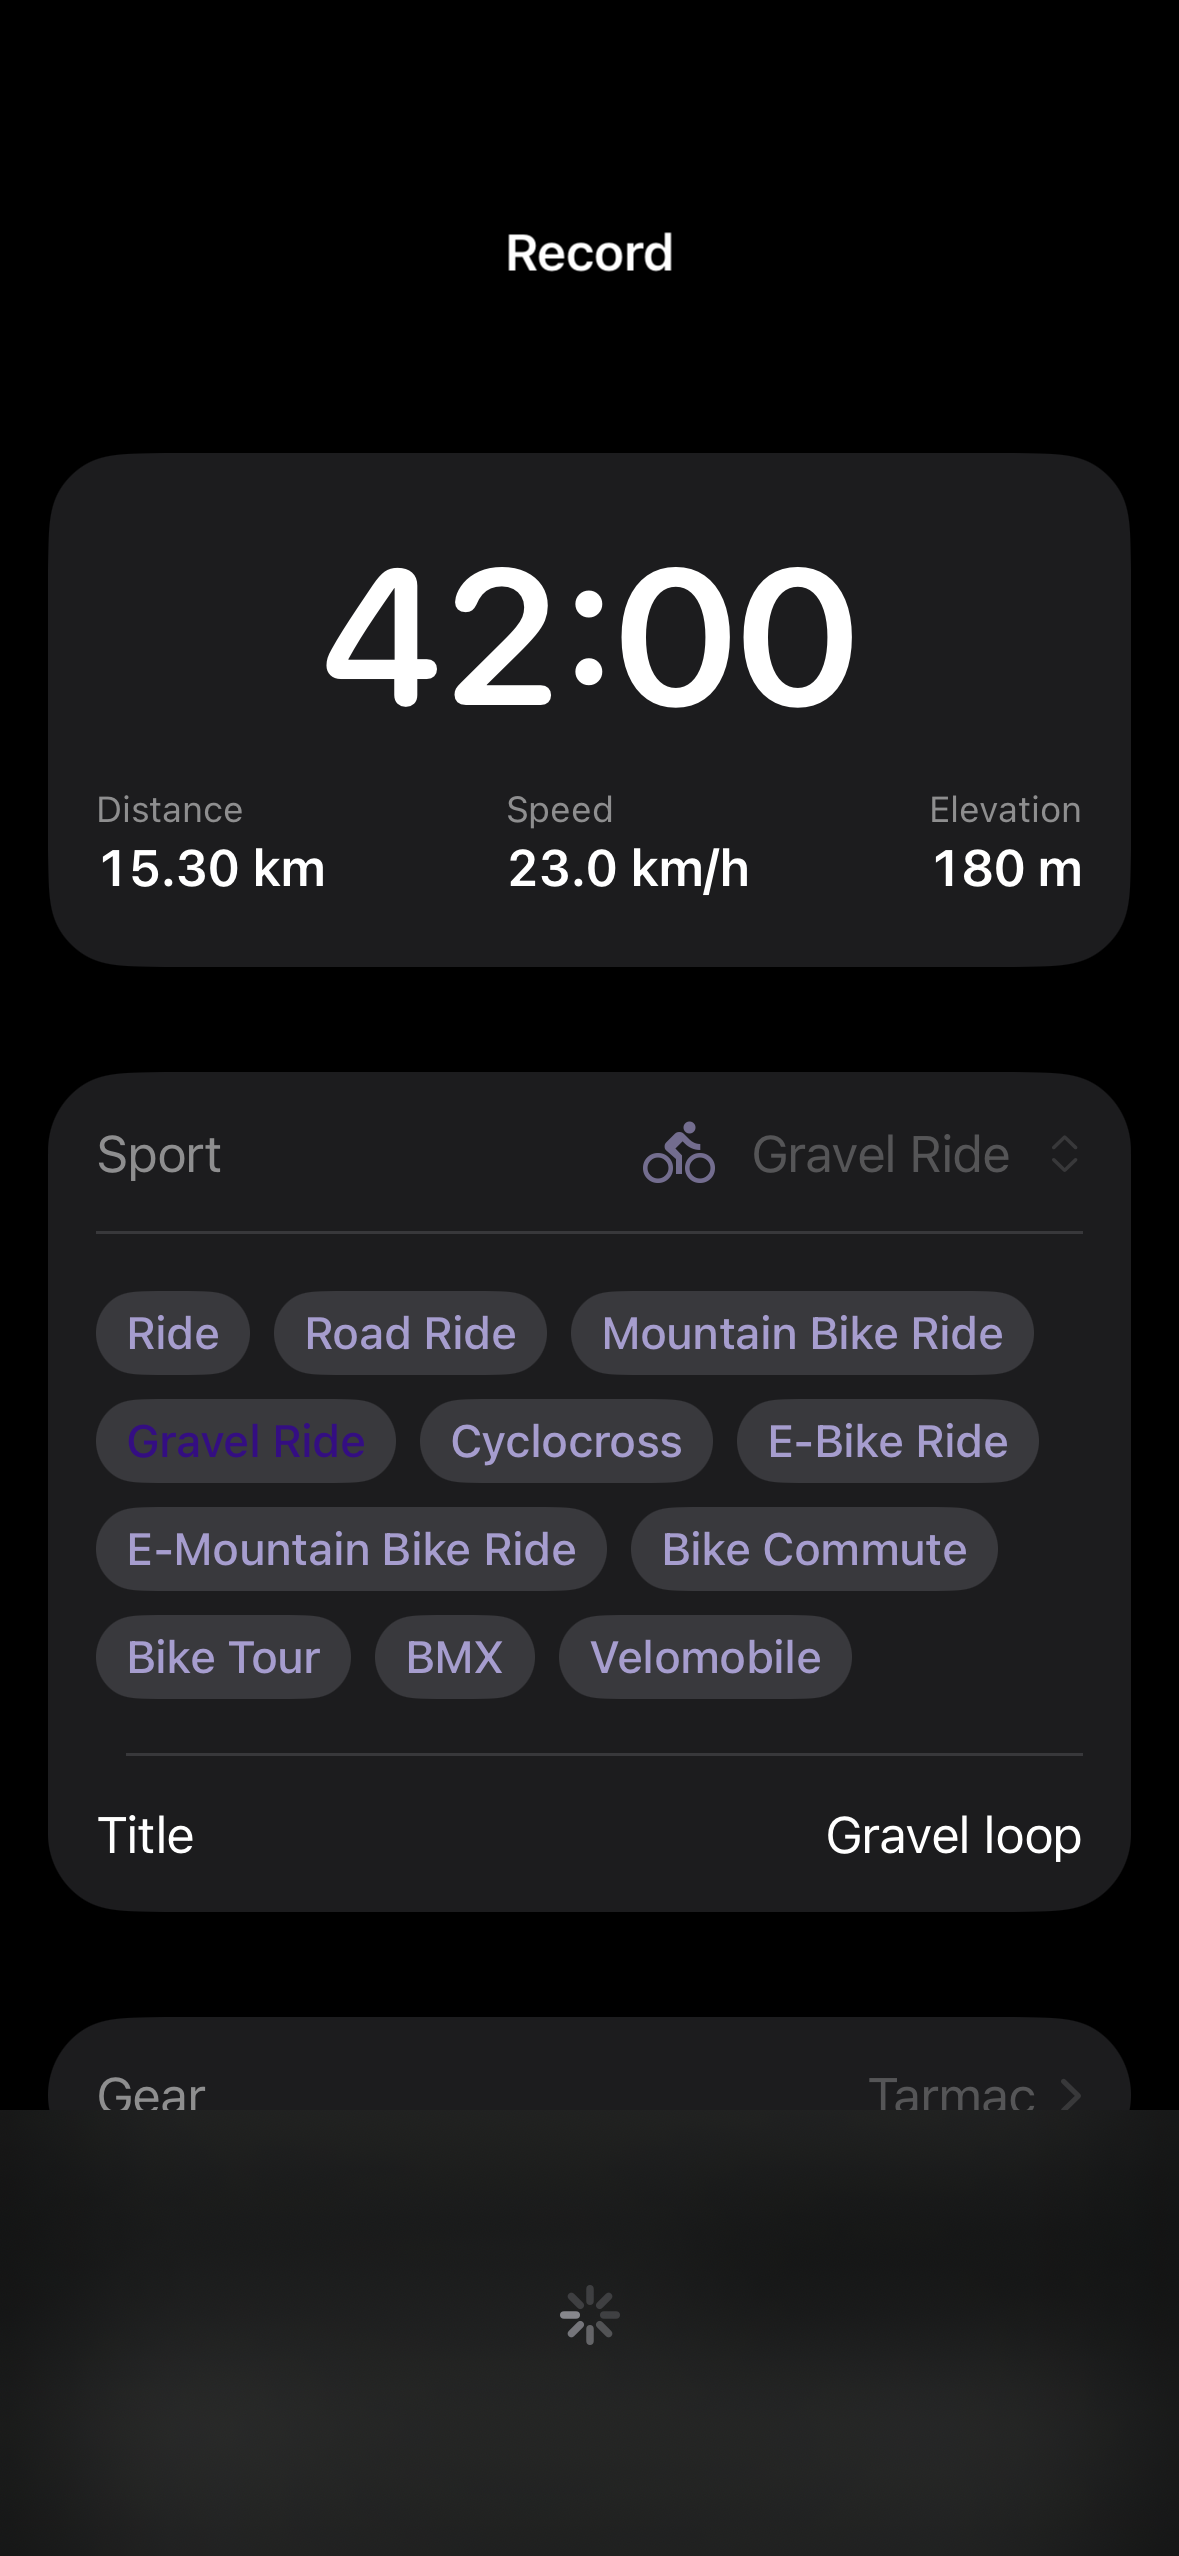 Record
42:00
Distance Speed Elevation
15.30 km 23.0 km/h 180 m
Sport Gravel Ride
Ride Road Ride Mountain Bike Ride
Gravel Ride Cyclocross E-Bike Ride
E-Mountain Bike Ride Bike Commute
Bike Tour BMX Velomobile
Title Gravel loop
Gear Tarmac